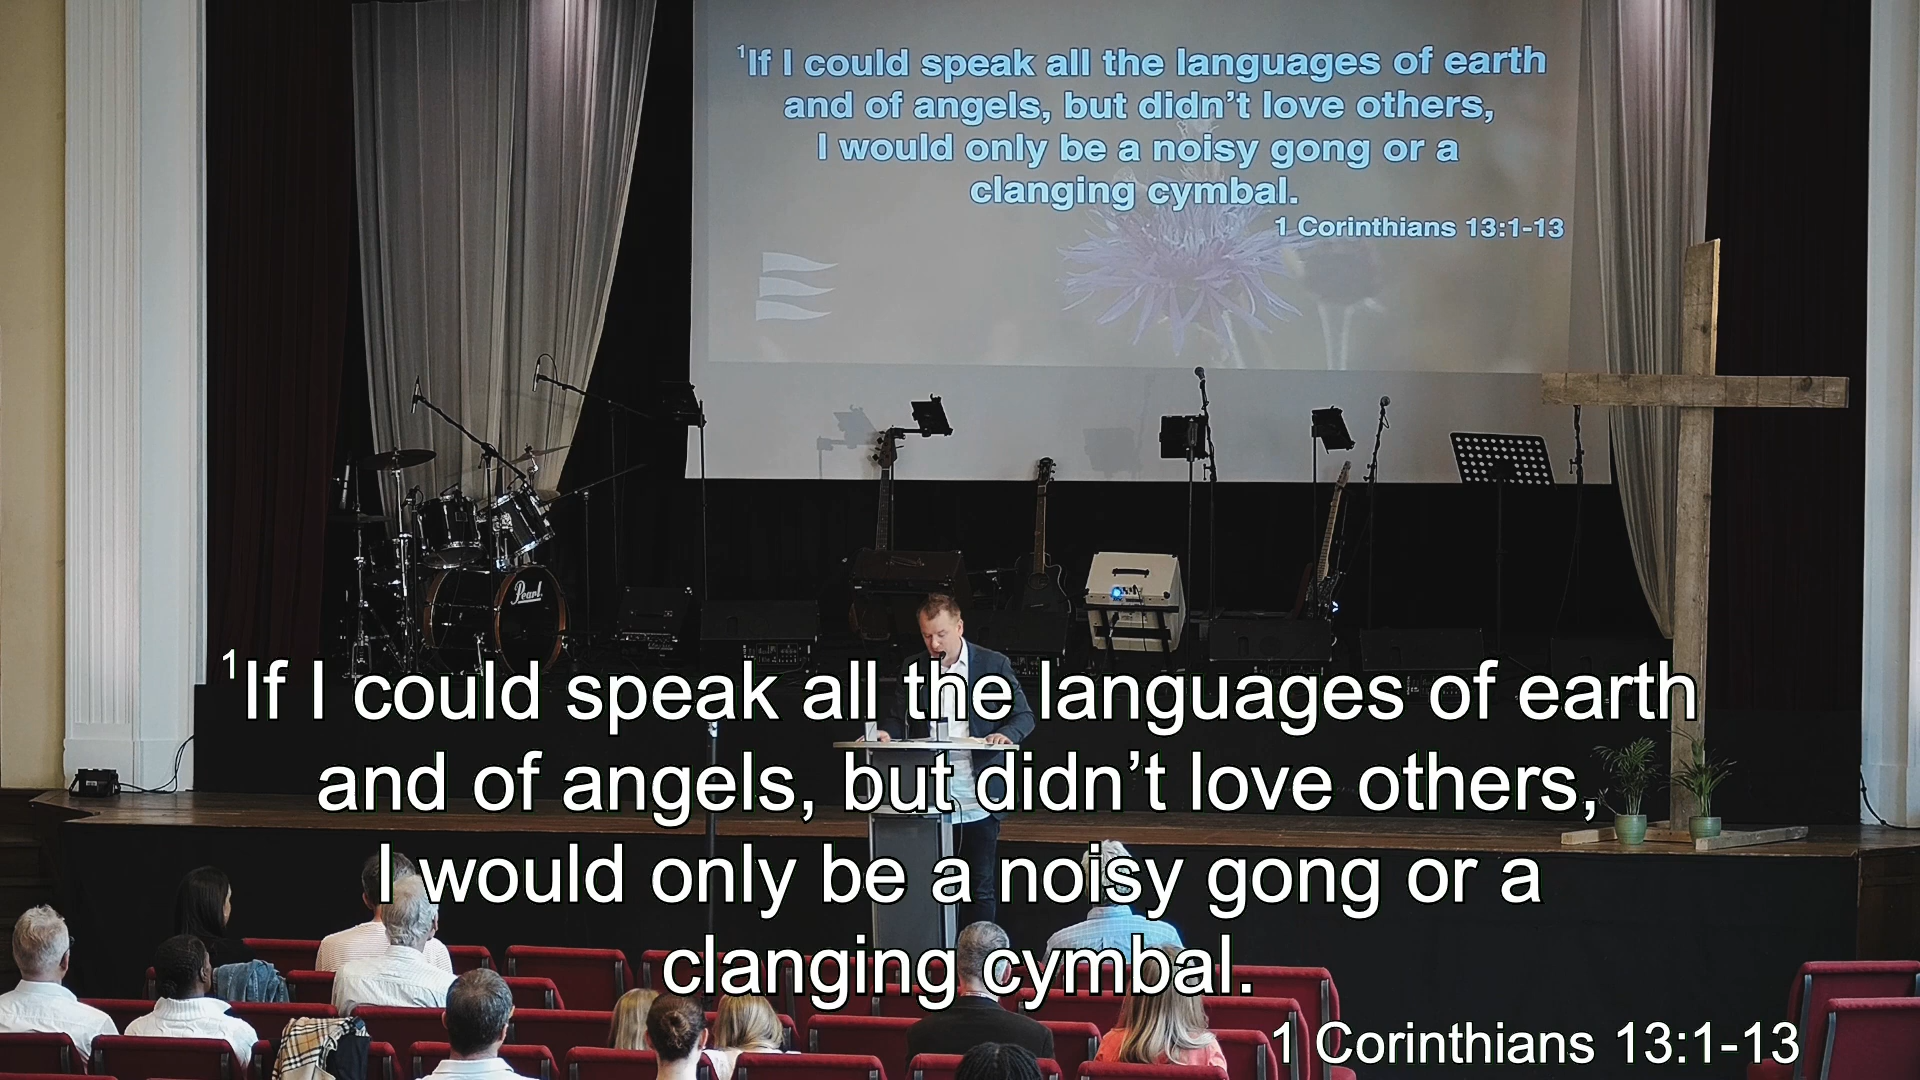 ¹If I could speak all the languages of earth
and of angels, but didn’t love others,
I would only be a noisy gong or a
clanging cymbal.
1 Corinthians 13:1-13
Pearl
¹If I could speak all the languages of earth
and of angels, but didn’t love others,
I would only be a noisy gong or a
clanging cymbal.
1 Corinthians 13:1-13